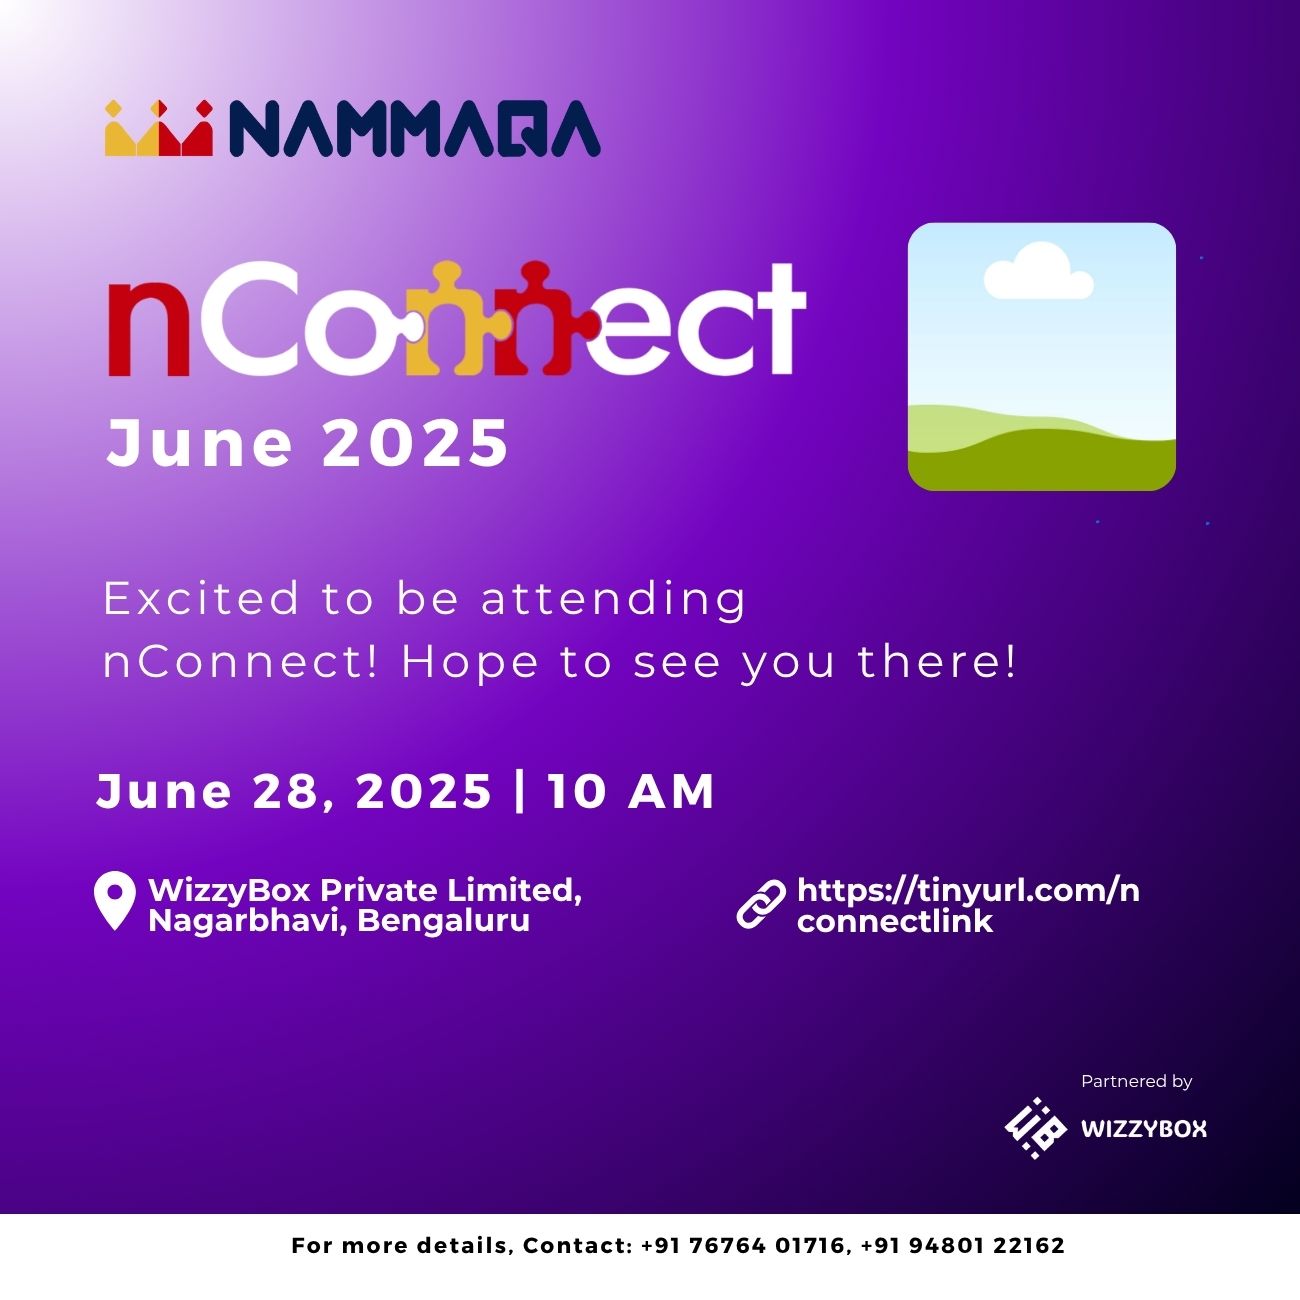 NAMMAQA
nConnect
June 2025
Excited to be attending
nConnect! Hope to see you there!
June 28, 2025 | 10 AM
WizzyBox Private Limited,
Nagarbhavi, Bengaluru
https://tinyurl.com/n
connectlink
Partnered by
WIZZYBOX
For more details, Contact: +91 76764 01716, +91 94801 22162